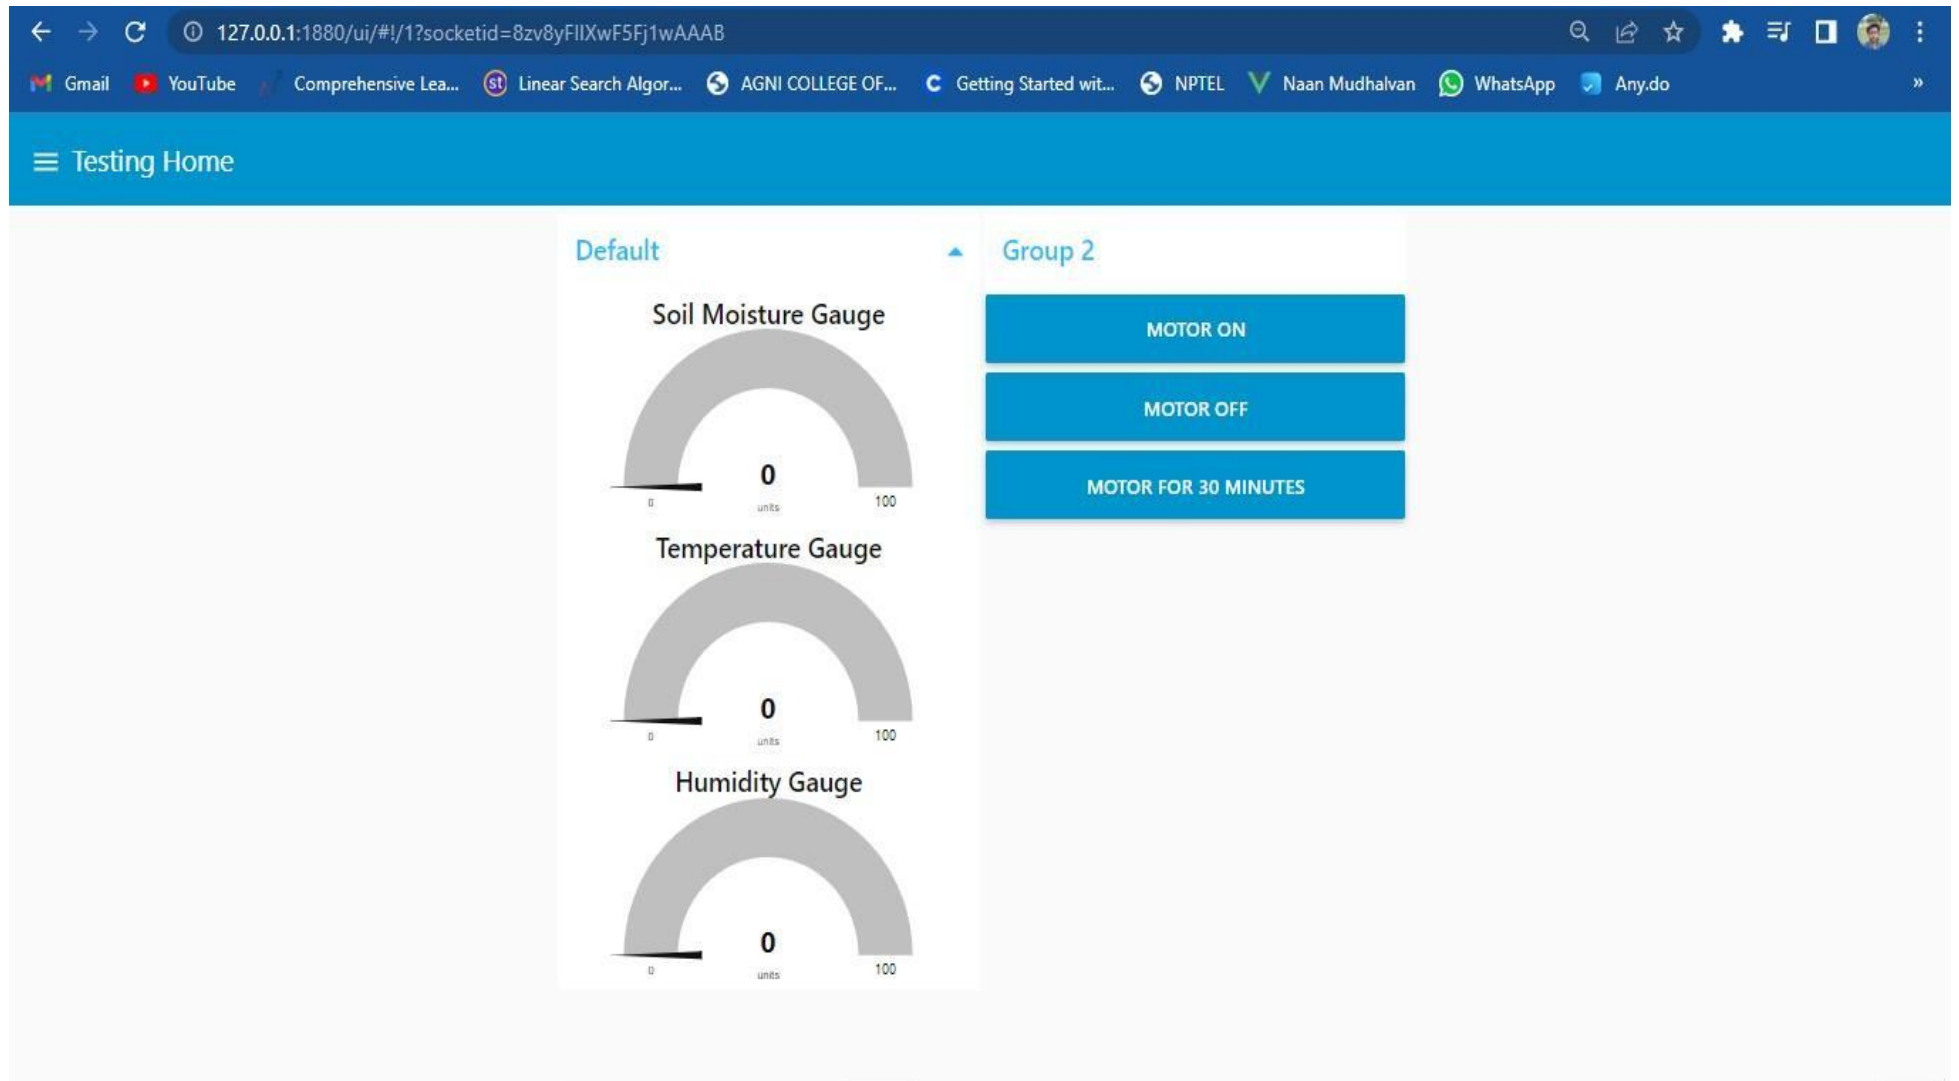 127.0.0.1:1880/ui/#!/1?socketid=8zv8yFIIXwF5Fj1wAAAB
Gmail YouTube Comprehensive Lea... st Linear Search Algor... AGNI COLLEGE OF... C Getting Started wit... NPTEL Naan Mudhalvan WhatsApp Any.do »
Testing Home
Default
Soil Moisture Gauge
0
0 units 100
Temperature Gauge
0
0 units 100
Humidity Gauge
0
0 units 100
Group 2
MOTOR ON
MOTOR OFF
MOTOR FOR 30 MINUTES